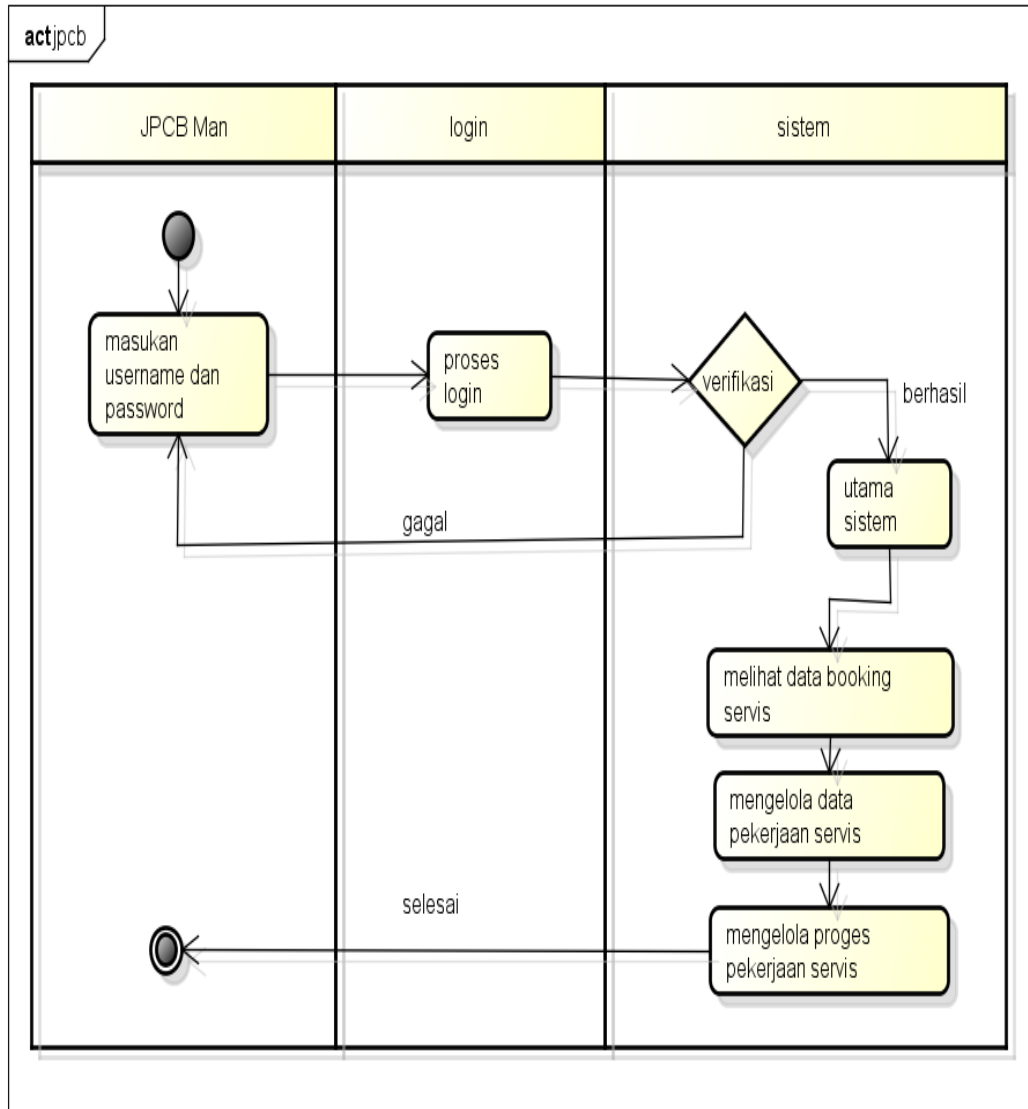 actjpcb
JPCB Man
login
sistem
masukan
username dan
password
proses
login
verifikasi
berhasil
utama
sistem
gagal
melihat data booking
servis
mengelola data
pekerjaan servis
selesai
mengelola proges
pekerjaan servis